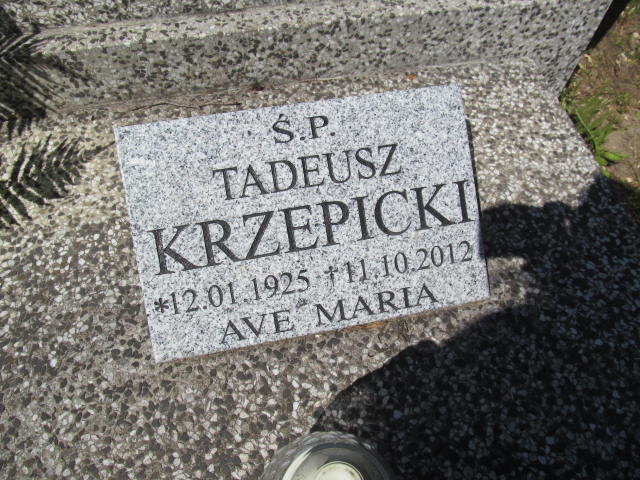 Ś.P.
TADEUSZ
KRZEPICKI
*12.01.1925 †11.10.2012
AVE MARIA